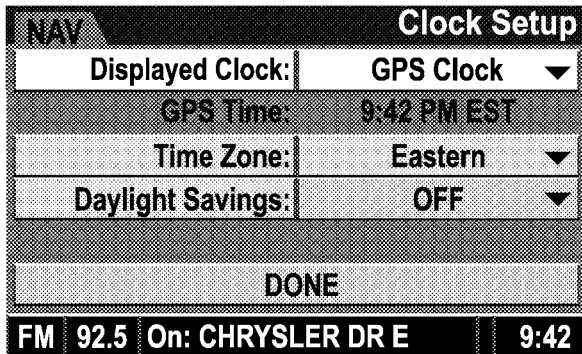 NAV Clock Setup
Displayed Clock: GPS Clock
GPS Time: 9:42 PM EST
Time Zone: Eastern
Daylight Savings: OFF
DONE
FM 92.5 On: CHRYSLER DR E 9:42